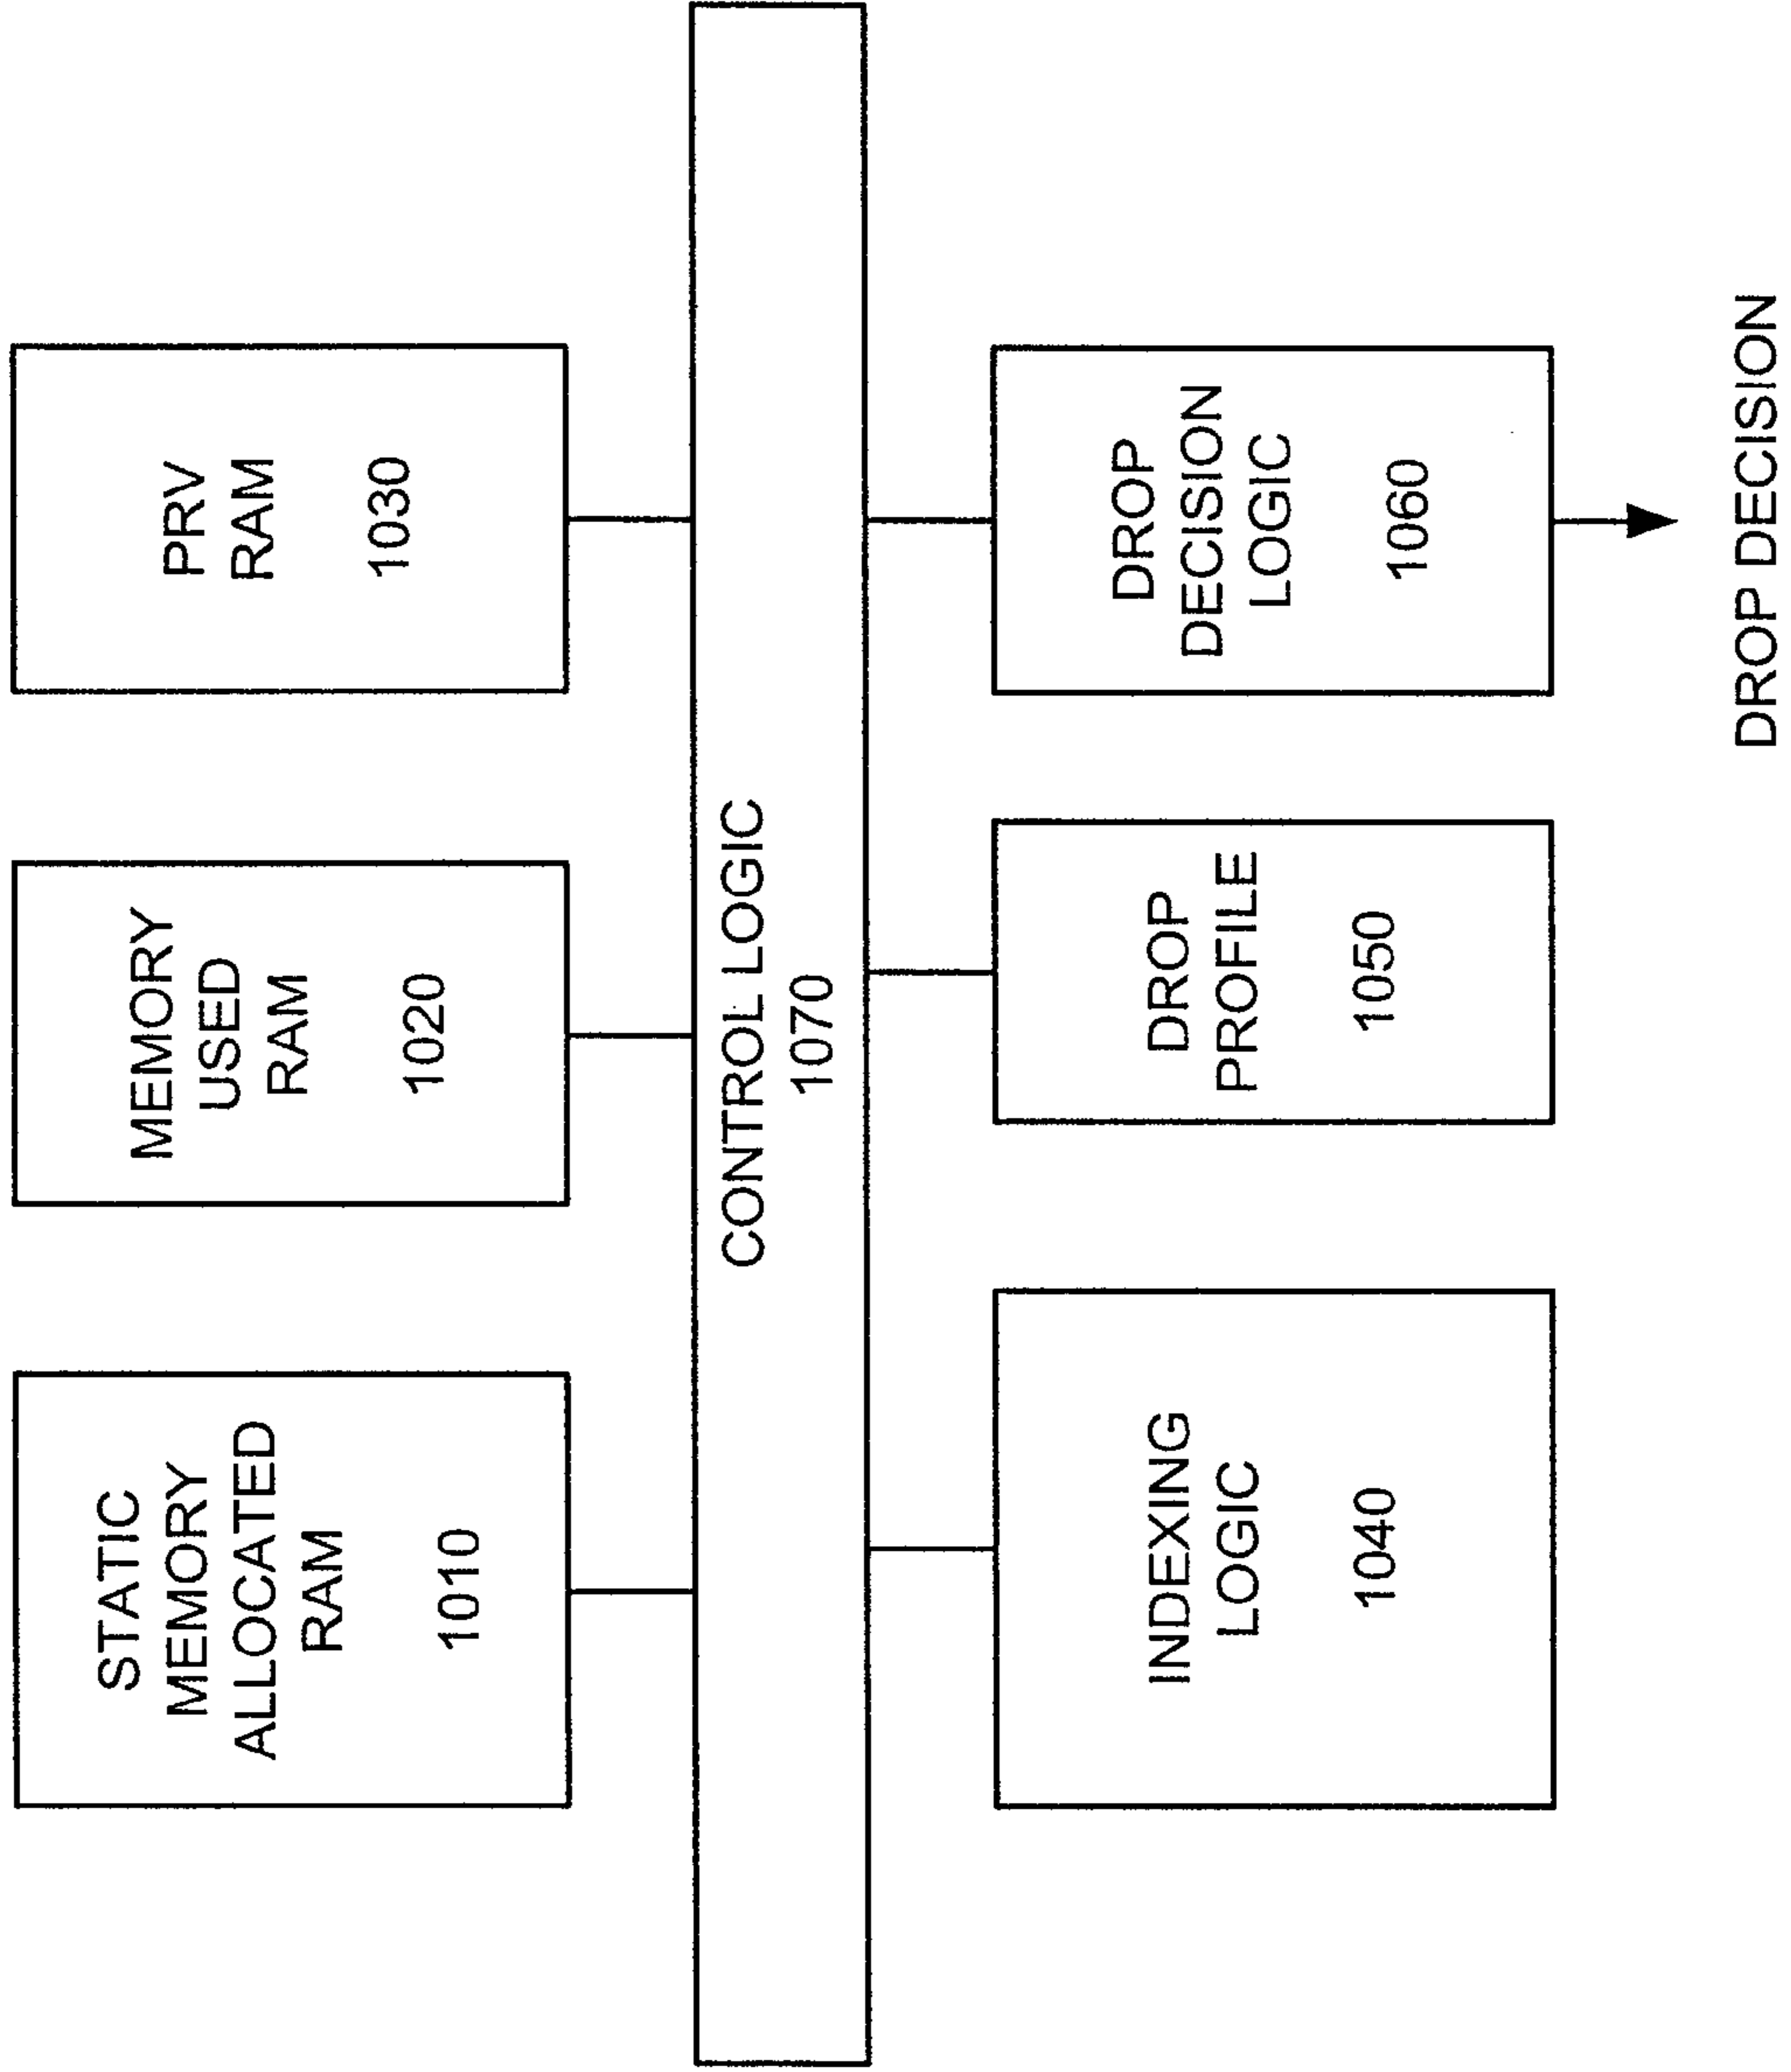 STATIC
MEMORY
ALLOCATED
RAM
1010
MEMORY
USED
RAM
1020
PRV
RAM
1030
CONTROL LOGIC
1070
INDEXING
LOGIC
1040
DROP
PROFILE
1050
DROP
DECISION
LOGIC
1060
DROP DECISION